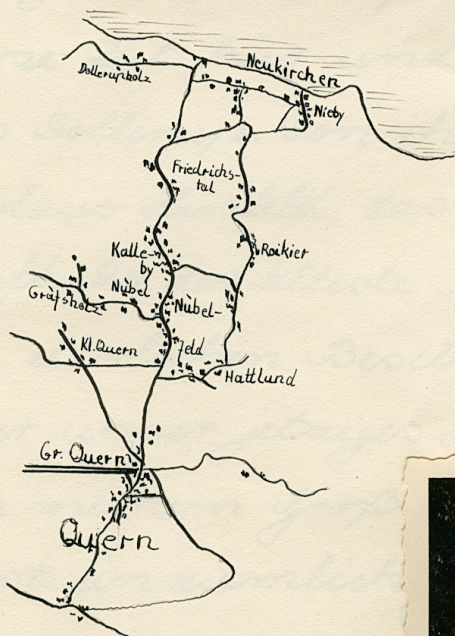 Neukirchen
Dollerupholz
Nieby
Friedrichs-
tal
Roikier
Kalle-
by
Nübel
Gräfsholz
Nübel-
feld
Kl. Quern
Hattlund
Gr. Quern
Quern